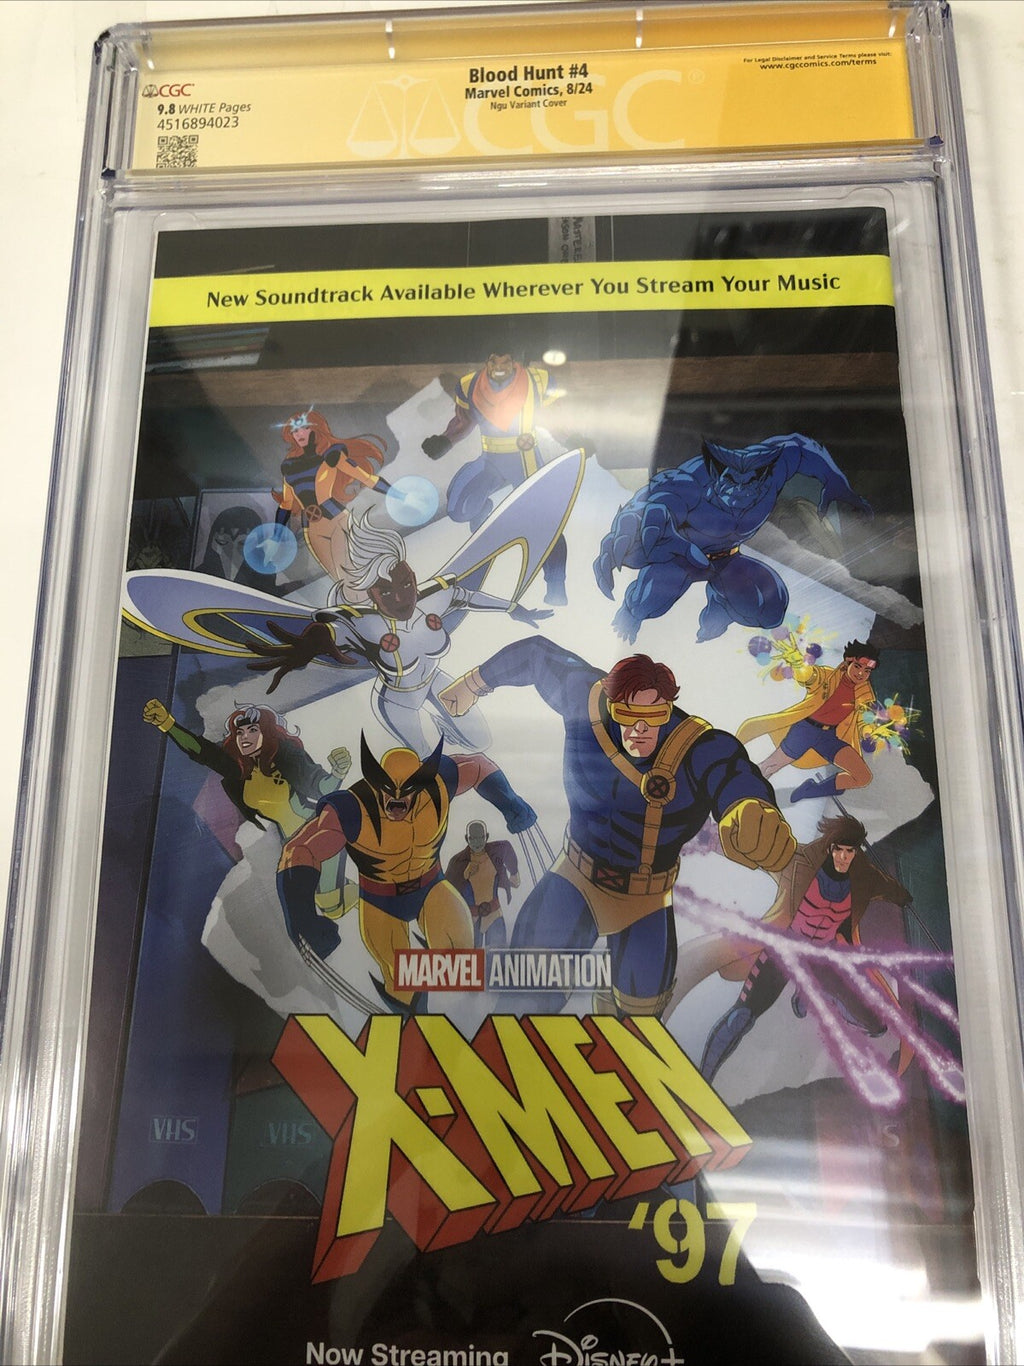 Blood Hunt #4
Marvel Comics, 8/24
Ngu Variant Cover
CGC
9.8 WHITE Pages
4516894023
For Legal Disclaimer and Service Terms please visit:
www.cgccomics.com/terms
CGC
New Soundtrack Available Wherever You Stream Your Music
MARVEL ANIMATION
X-MEN
'97
VHS
VHS
Now Streaming
Disney+